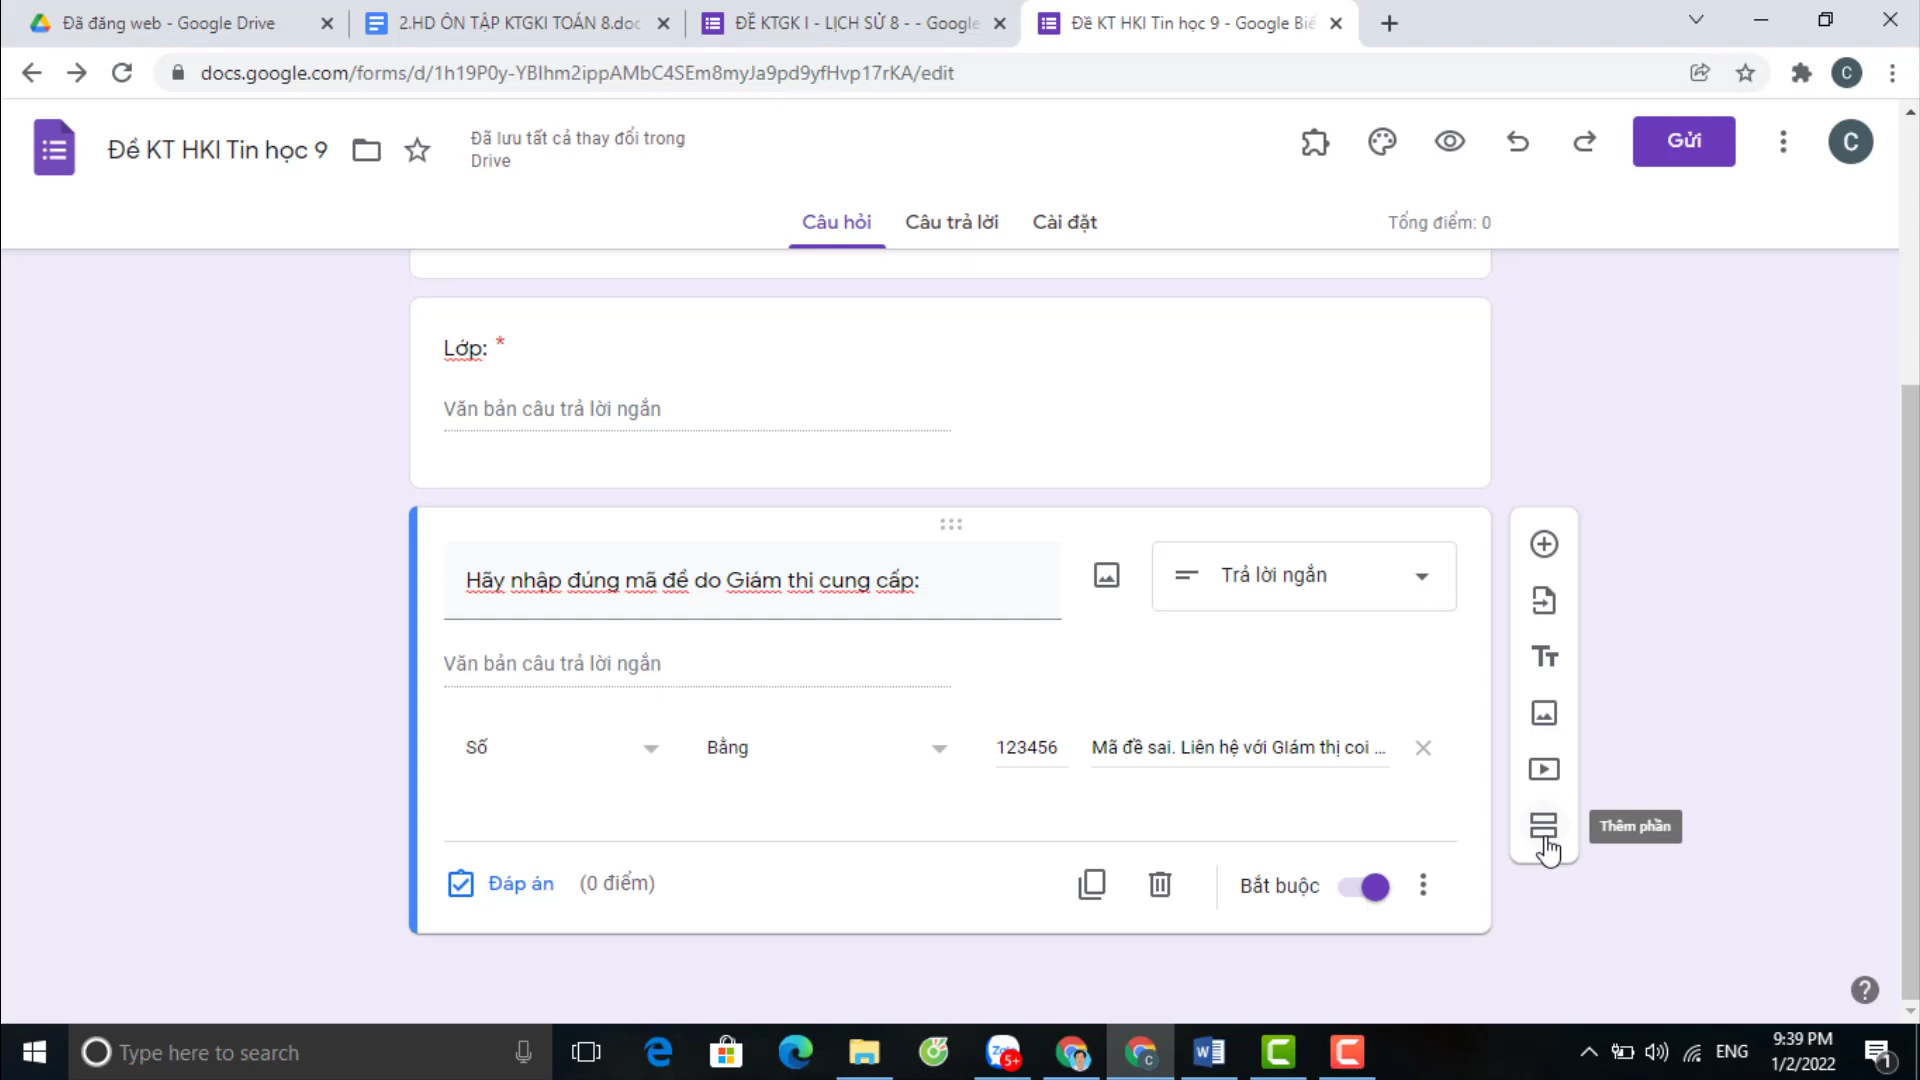 Đã đăng web - Google Drive
2.HD ÔN TẬP KTGKI TOÁN 8.doc
ĐỀ KTGK I - LỊCH SỬ 8 - - Google
Đề KT HKI Tin học 9 - Google Biể
docs.google.com/forms/d/1h19P0y-YBIhm2ippAMbC4SEm8myJa9pd9yfHvp17rKA/edit
C
Đề KT HKI Tin học 9
Đã lưu tất cả thay đổi trong
Drive
Gửi
C
Câu hỏi
Câu trả lời
Cài đặt
Tổng điểm: 0
Lớp: *
Văn bản câu trả lời ngắn
Hãy nhập đúng mã đề do Giám thị cung cấp:
Trả lời ngắn
Văn bản câu trả lời ngắn
Số
Bằng
123456
Mã đề sai. Liên hệ với GIám thị coi ...
Thêm phần
Đáp án
(0 điểm)
Bắt buộc
Type here to search
Zalo
5+
ENG
9:39 PM
1/2/2022
1